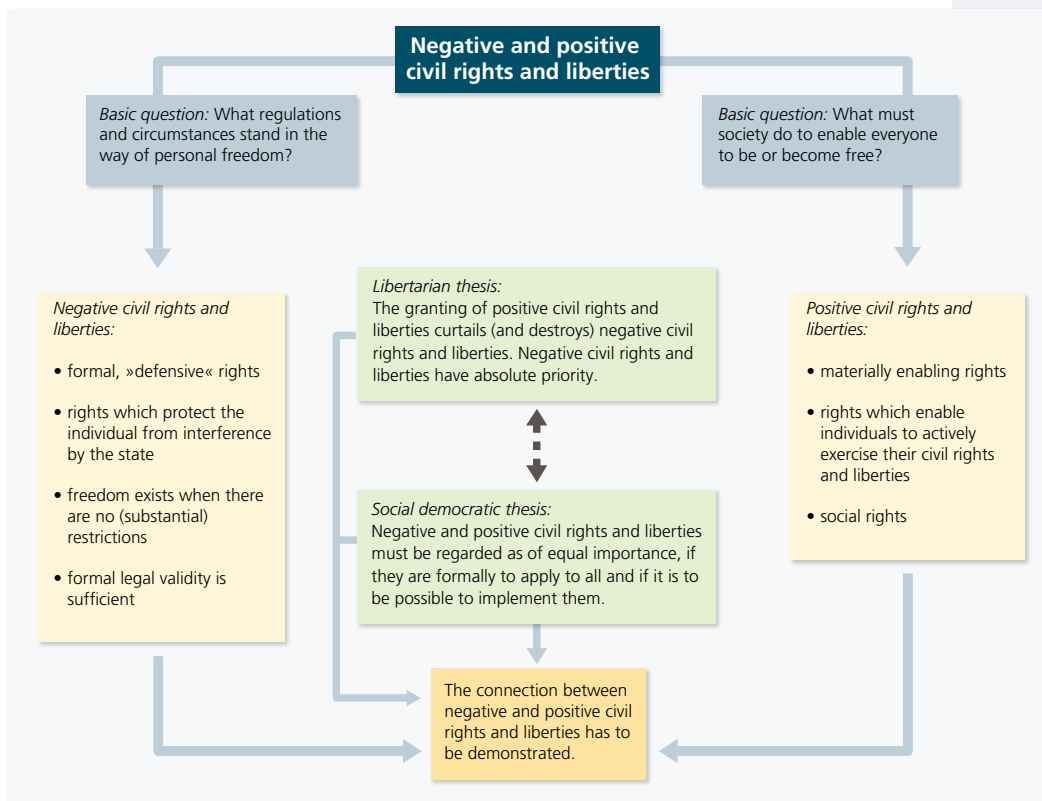 Negative and positive
civil rights and liberties
Basic question: What regulations
and circumstances stand in the
way of personal freedom?
Basic question: What must
society do to enable everyone
to be or become free?
Negative civil rights and
liberties:
• formal, »defensive« rights
• rights which protect the
individual from interference
by the state
• freedom exists when there
are no (substantial)
restrictions
• formal legal validity is
sufficient
Libertarian thesis:
The granting of positive civil rights and
liberties curtails (and destroys) negative civil
rights and liberties. Negative civil rights and
liberties have absolute priority.
Social democratic thesis:
Negative and positive civil rights and liberties
must be regarded as of equal importance, if
they are formally to apply to all and if it is to
be possible to implement them.
Positive civil rights and
liberties:
• materially enabling rights
• rights which enable
individuals to actively
exercise their civil rights
and liberties
• social rights
The connection between
negative and positive civil
rights and liberties has to
be demonstrated.